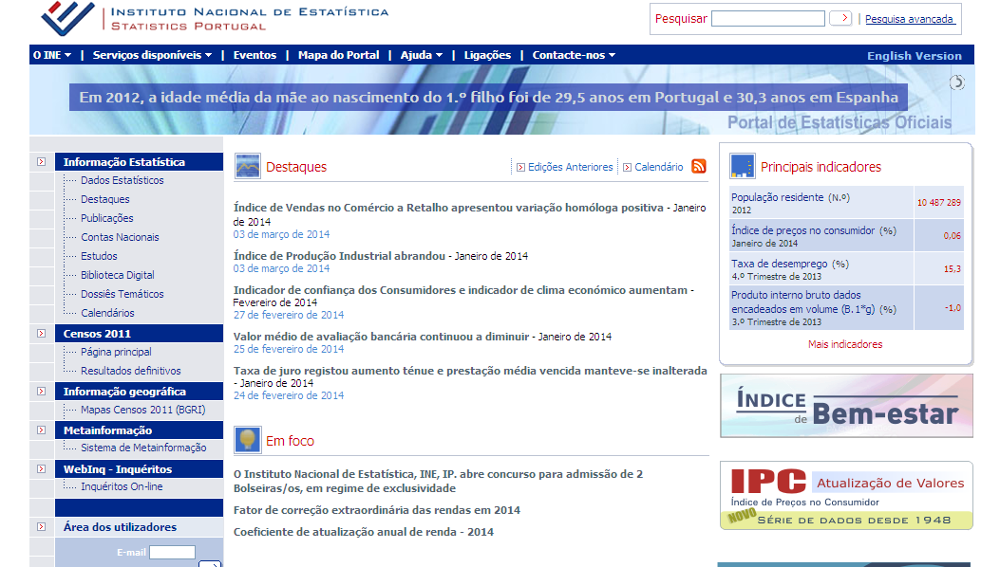 INSTITUTO NACIONAL DE ESTATÍSTICA
STATISTICS PORTUGAL
Pesquisar
Pesquisa avançada
O INE | Serviços disponíveis | Eventos | Mapa do Portal | Ajuda | Ligações | Contacte-nos
English Version
Em 2012, a idade média da mãe ao nascimento do 1.º filho foi de 29,5 anos em Portugal e 30,3 anos em Espanha
Portal de Estatísticas Oficiais
Informação Estatística
Dados Estatísticos
Destaques
Publicações
Contas Nacionais
Estudos
Biblioteca Digital
Dossiês Temáticos
Calendários
Censos 2011
Página principal
Resultados definitivos
Informação geográfica
Mapas Censos 2011 (BGRI)
Metainformação
Sistema de Metainformação
WebInq - Inquéritos
Inquéritos On-line
Área dos utilizadores
E-mail
Destaques
Edições Anteriores
Calendário
Índice de Vendas no Comércio a Retalho apresentou variação homóloga positiva - Janeiro
de 2014
03 de março de 2014
Índice de Produção Industrial abrandou - Janeiro de 2014
03 de março de 2014
Indicador de confiança dos Consumidores e indicador de clima económico aumentam -
Fevereiro de 2014
27 de fevereiro de 2014
Valor médio de avaliação bancária continuou a diminuir - Janeiro de 2014
25 de fevereiro de 2014
Taxa de juro registou aumento ténue e prestação média vencida manteve-se inalterada
- Janeiro de 2014
24 de fevereiro de 2014
Em foco
O Instituto Nacional de Estatística, INE, IP. abre concurso para admissão de 2
Bolseiras/os, em regime de exclusividade
Fator de correção extraordinária das rendas em 2014
Coeficiente de atualização anual de renda - 2014
Principais indicadores
População residente (N.º)
2012
10 487 289
Índice de preços no consumidor (%)
Janeiro de 2014
0,06
Taxa de desemprego (%)
4.º Trimestre de 2013
15,3
Produto interno bruto dados
encadeados em volume (B.1*g) (%)
3.º Trimestre de 2013
-1,0
Mais indicadores
ÍNDICE
de Bem-estar
IPC Atualização de Valores
Índice de Preços no Consumidor
NOVO SÉRIE DE DADOS DESDE 1948